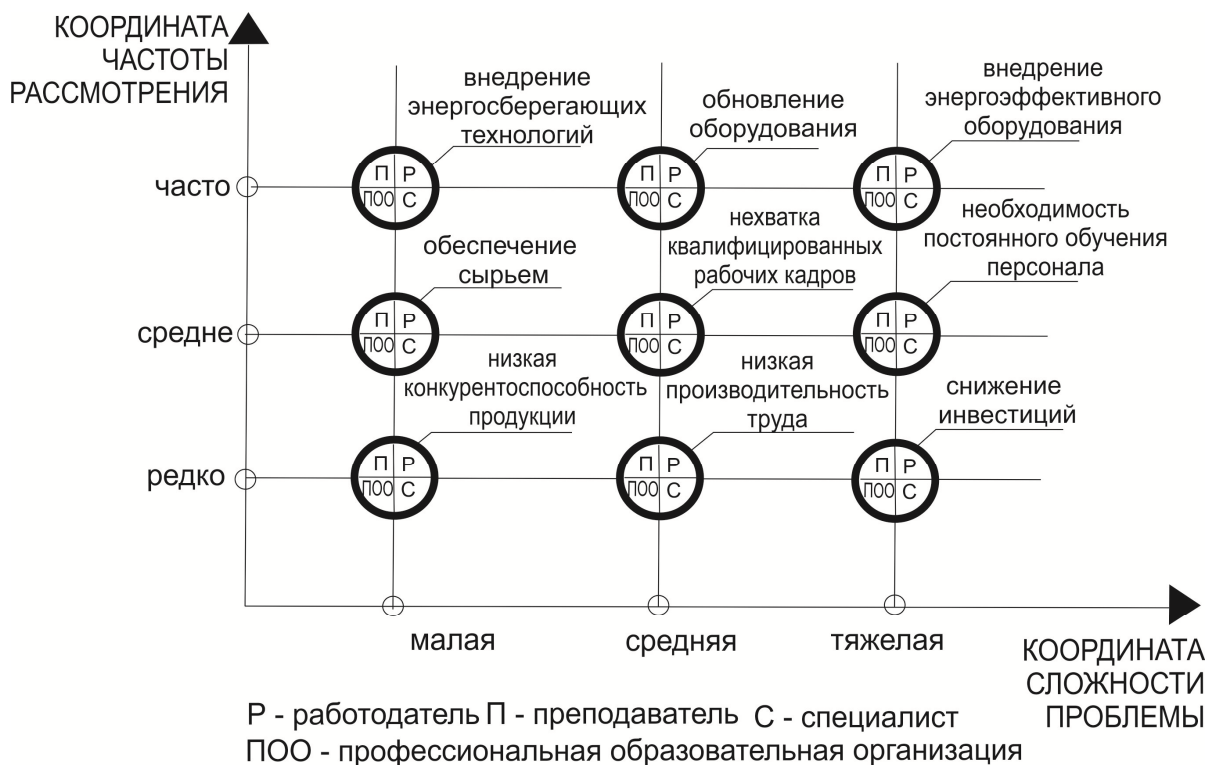 КООРДИНАТА
ЧАСТОТЫ
РАССМОТРЕНИЯ
внедрение
энергосберегающих
технологий
обновление
оборудования
внедрение
энергоэффективного
оборудования
часто
П Р
ПОО С
П Р
ПОО С
П Р
ПОО С
обеспечение
сырьем
нехватка
квалифицированных
рабочих кадров
необходимость
постоянного обучения
персонала
средне
П Р
ПОО С
П Р
ПОО С
П Р
ПОО С
низкая
конкурентоспособность
продукции
низкая
производительность
труда
снижение
инвестиций
редко
П Р
ПОО С
П Р
ПОО С
П Р
ПОО С
малая
средняя
тяжелая
КООРДИНАТА
СЛОЖНОСТИ
ПРОБЛЕМЫ
Р - работодатель П - преподаватель С - специалист
ПОО - профессиональная образовательная организация